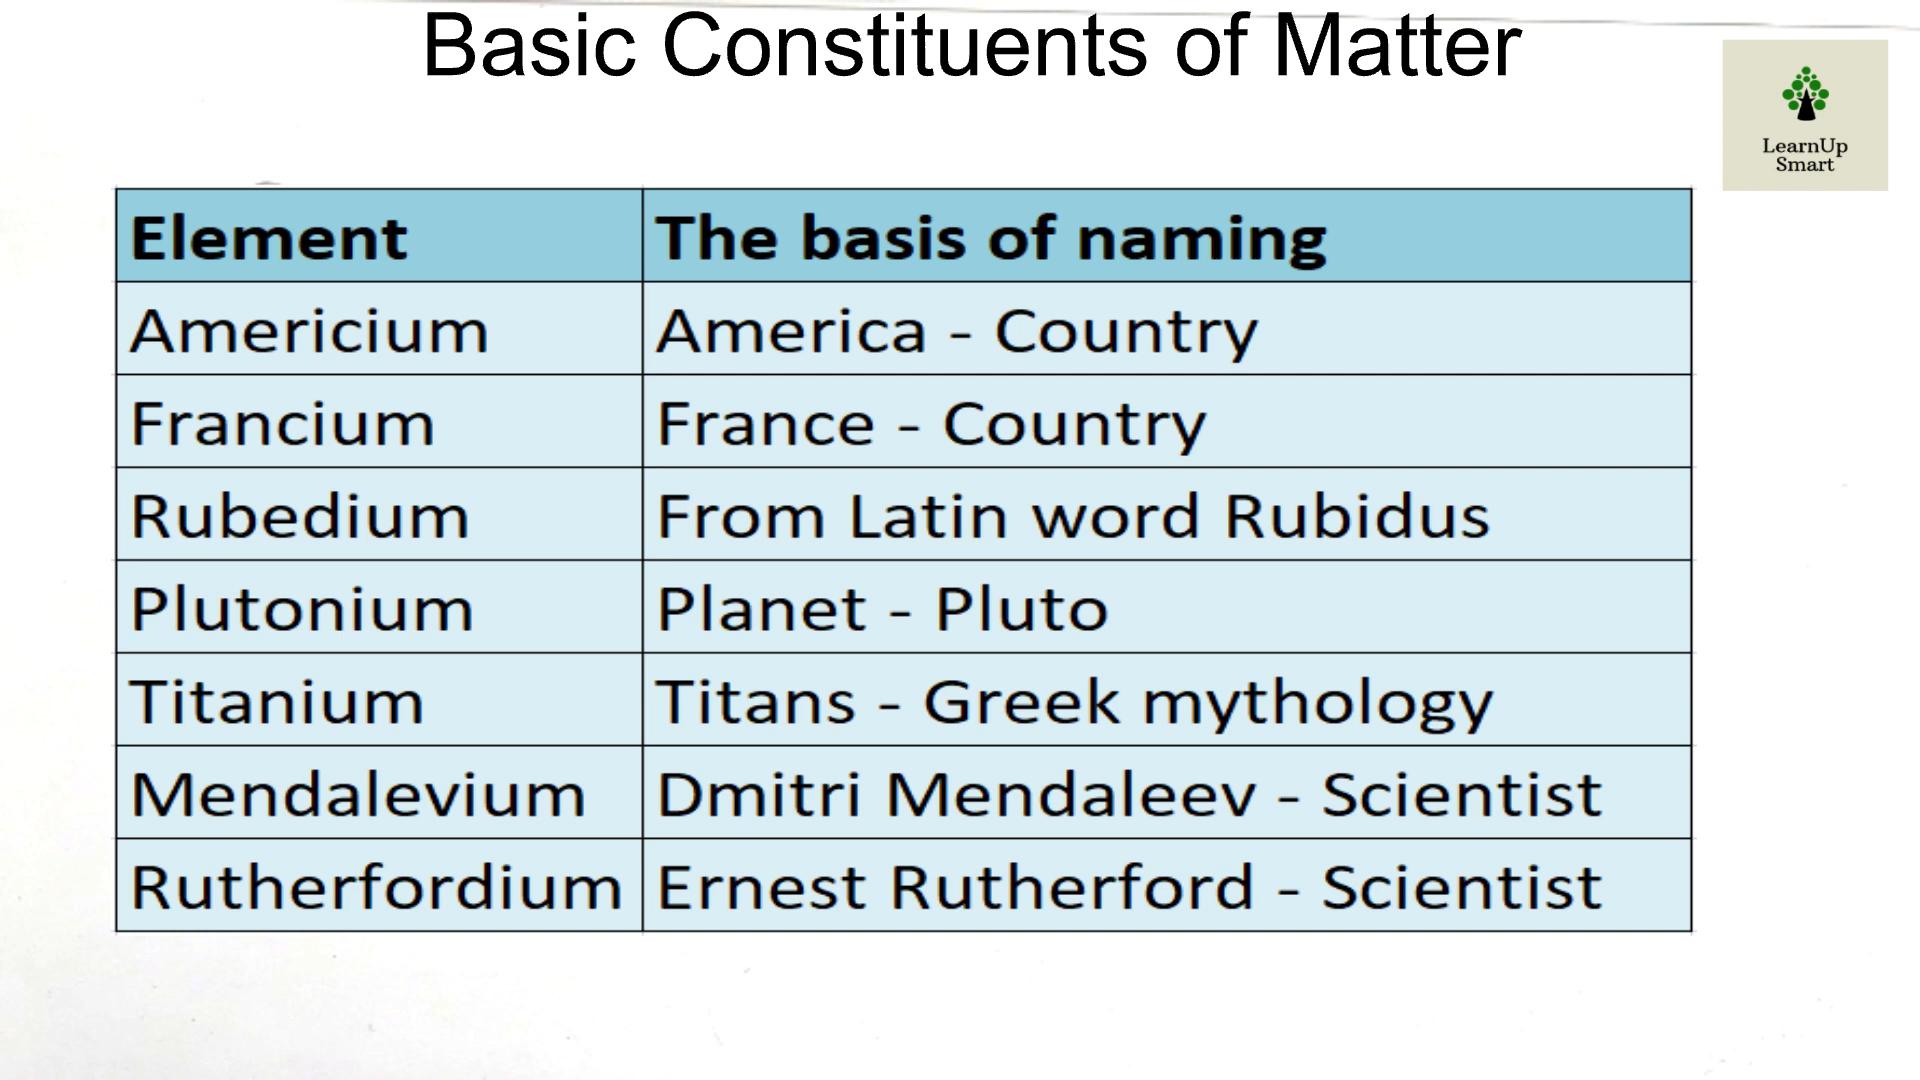 Basic Constituents of Matter
LearnUp
Smart
Element The basis of naming
Americium America - Country
Francium France - Country
Rubedium From Latin word Rubidus
Plutonium Planet - Pluto
Titanium Titans - Greek mythology
Mendalevium Dmitri Mendaleev - Scientist
Rutherfordium Ernest Rutherford - Scientist